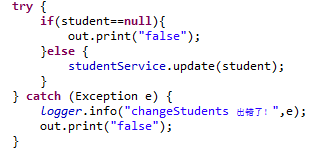 try {
    if(student==null){
        out.print("false");
    }else {
        studentService.update(student);
    }
} catch (Exception e) {
    logger.info("changeStudents 出错了！",e);
    out.print("false");
}